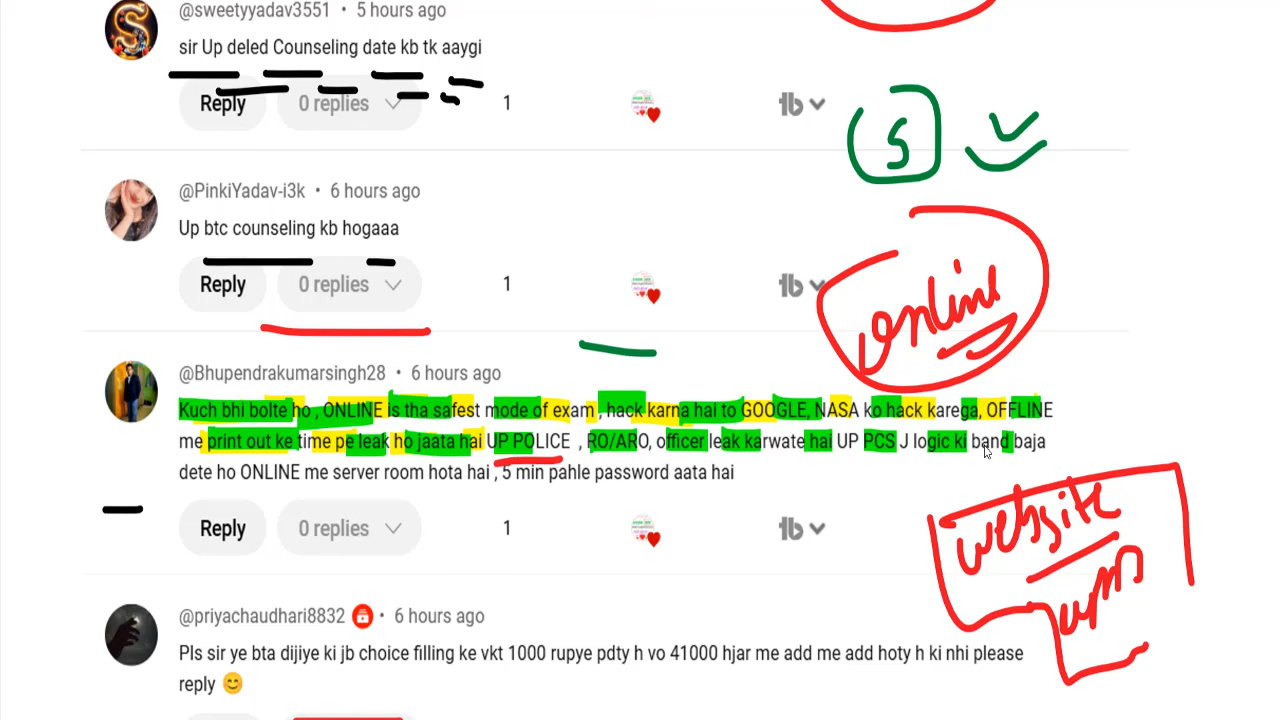 @sweetyyadav3551 • 5 hours ago
sir Up deled Counseling date kb tk aaygi
Reply 0 replies 1
S
@PinkiYadav-i3k • 6 hours ago
Up btc counseling kb hogaaa
Reply 0 replies 1
online
@Bhupendrakumarsingh28 • 6 hours ago
Kuch bhi bolte ho , ONLINE is tha safest mode of exam , hack karna hai to GOOGLE, NASA ko hack karega, OFFLINE
me print out ke time pe leak ho jaata hai UP POLICE , RO/ARO, officer leak karwate hai UP PCS J logic ki band baja
dete ho ONLINE me server room hota hai , 5 min pahle password aata hai
Reply 0 replies 1
website
@priyachaudhari8832 • 6 hours ago
Pls sir ye bta dijiye ki jb choice filling ke vkt 1000 rupye pdty h vo 41000 hjar me add me add hoty h ki nhi please
reply 😊